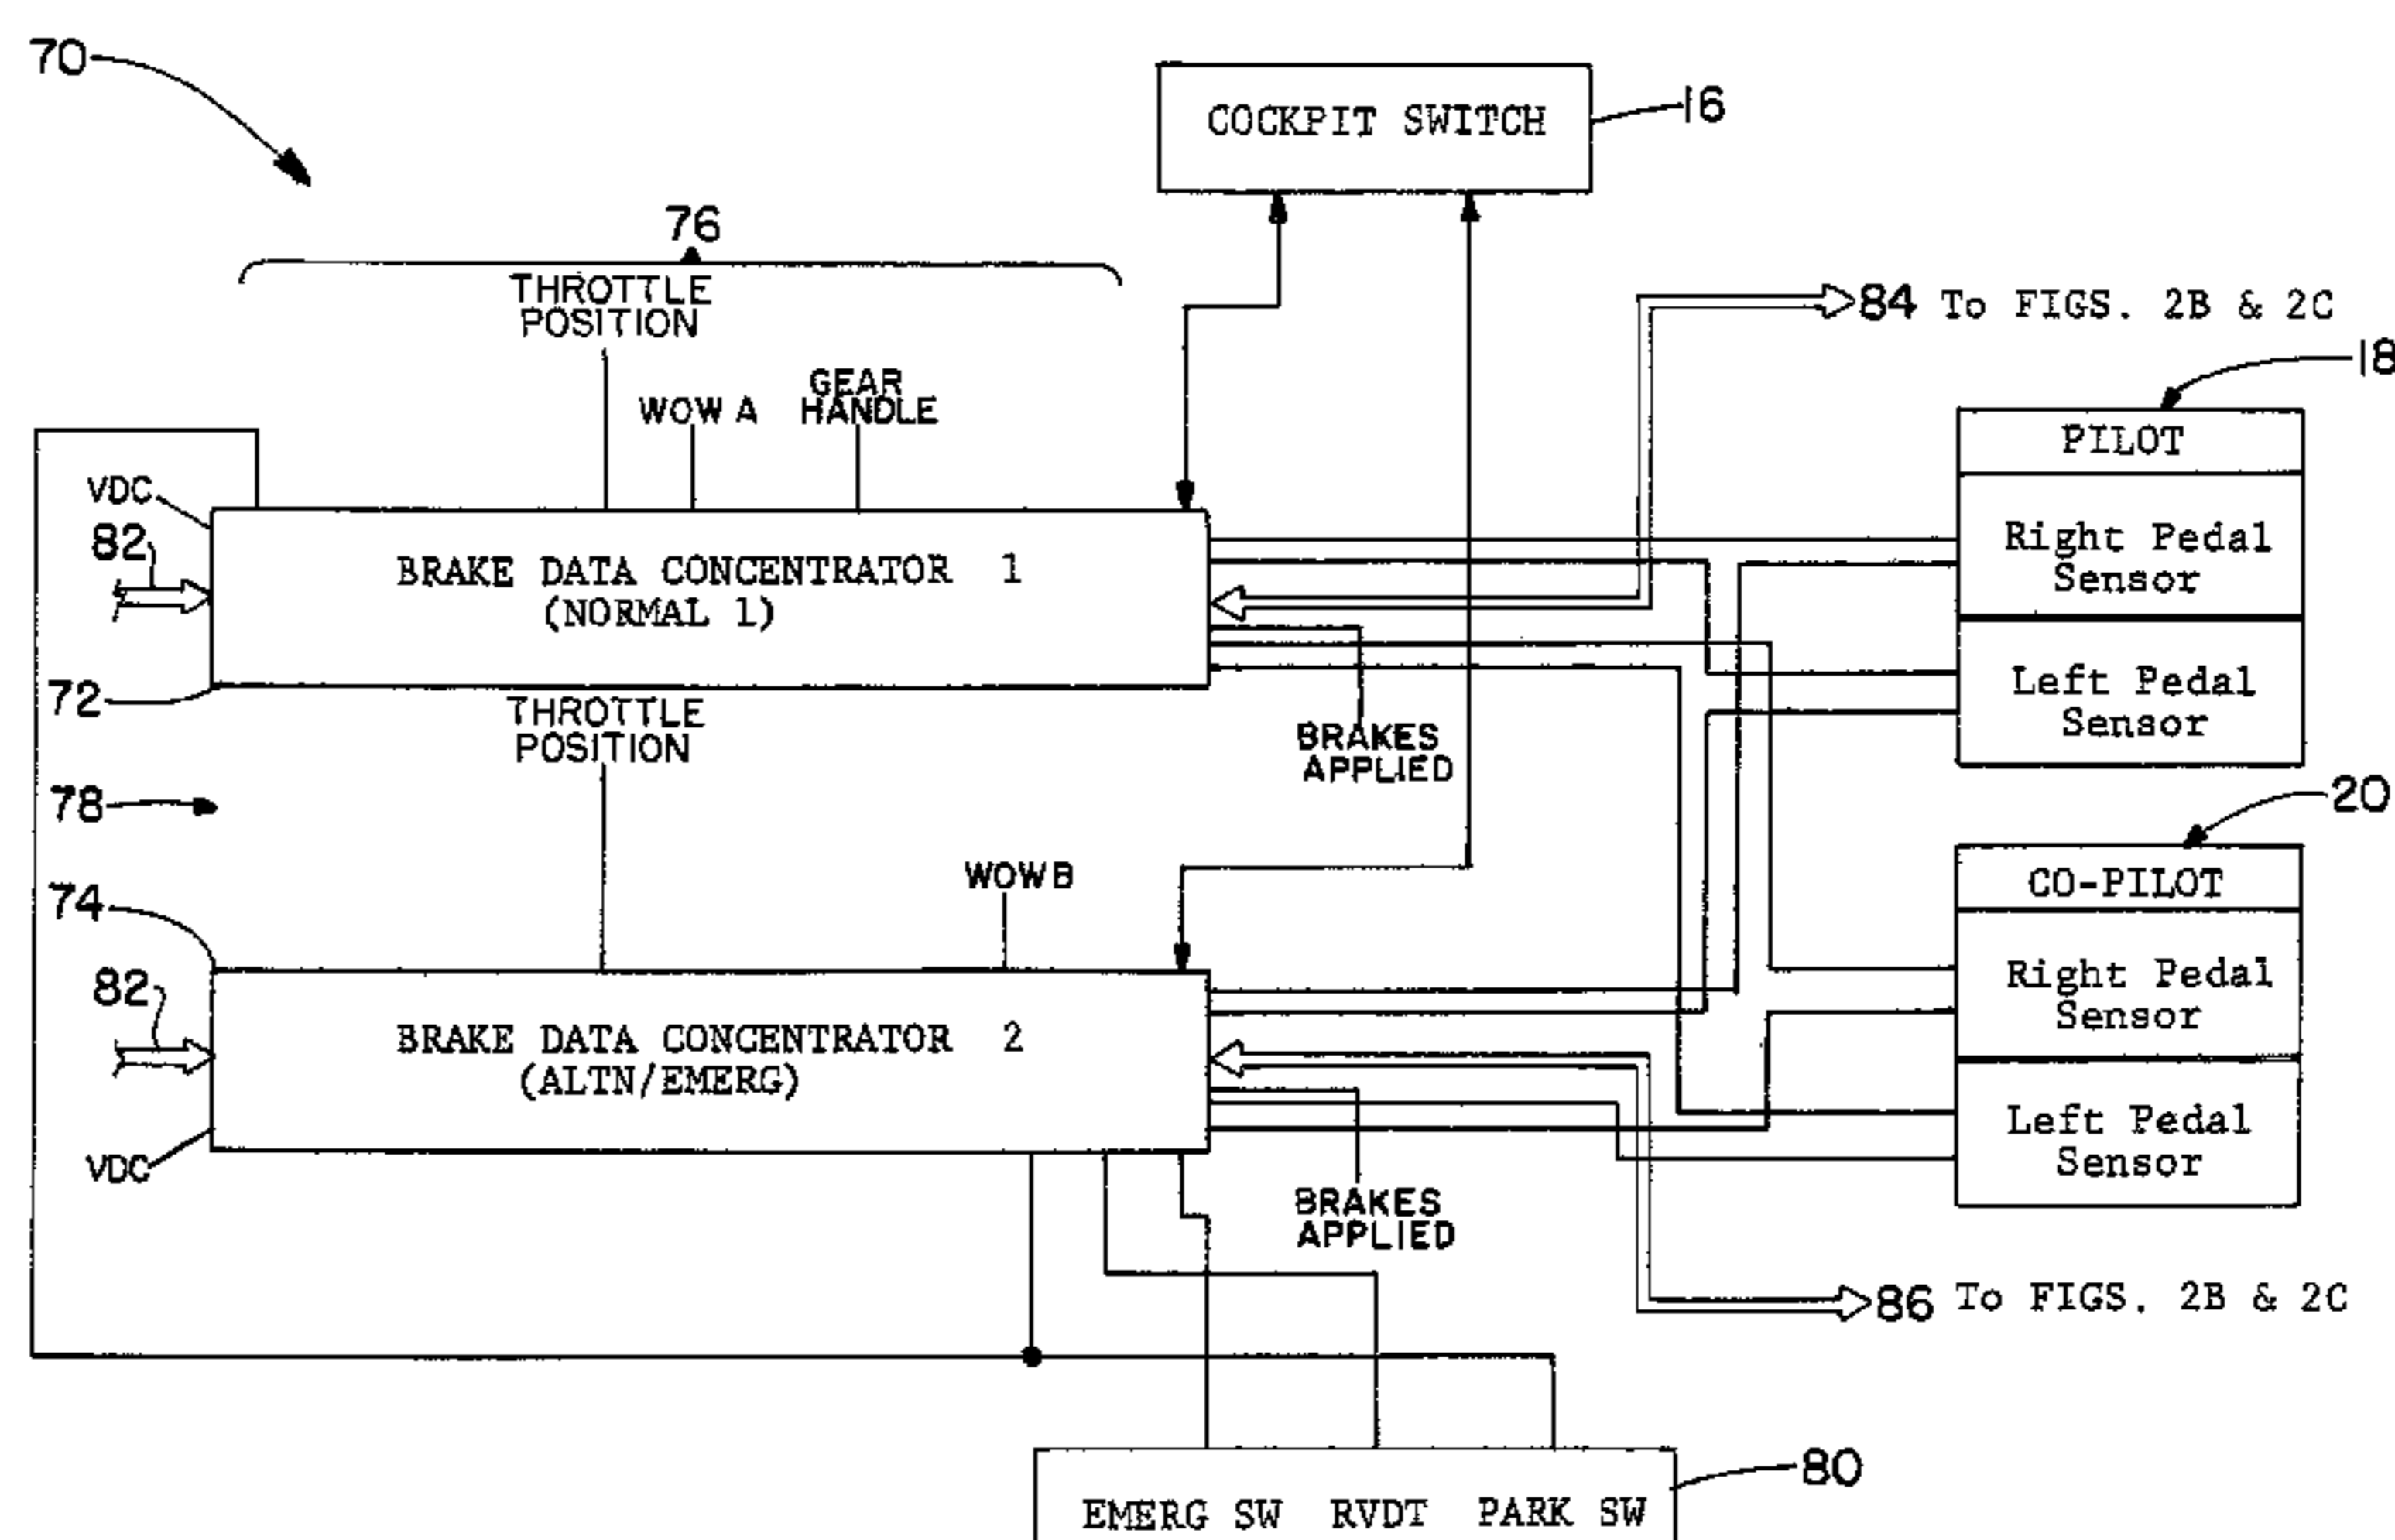 70
COCKPIT SWITCH
16
76
THROTTLE
POSITION
84 To FIGS. 2B & 2C
18
WOW A
GEAR
HANDLE
PILOT
VDC
82
BRAKE DATA CONCENTRATOR 1
(NORMAL 1)
Right Pedal
Sensor
72
Left Pedal
Sensor
THROTTLE
POSITION
BRAKES
APPLIED
78
20
WOW B
CO-PILOT
74
82
BRAKE DATA CONCENTRATOR 2
(ALTN/EMERG)
Right Pedal
Sensor
VDC
Left Pedal
Sensor
BRAKES
APPLIED
86 To FIGS. 2B & 2C
80
EMERG SW RVDT PARK SW